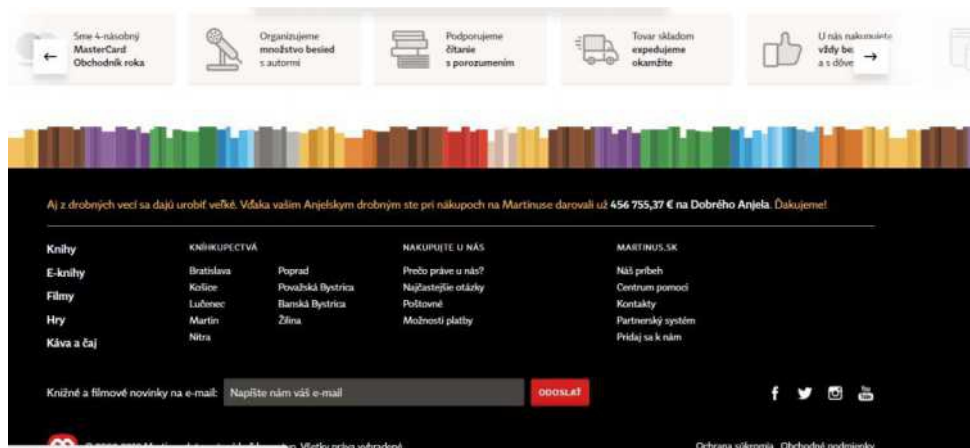 Sme 4-násobný
MasterCard
Obchodník roka
Organizujeme
množstvo besied
s autormi
Podporujeme
čítanie
s porozumením
Tovar skladom
expedujeme
okamžite
U nás nakupujete
vždy
a s
Aj z drobných vecí sa dajú urobiť veľké. Vďaka vašim Anjelskym drobným ste pri nákupoch na Martinuse darovali už 456 755,37 € na Dobrého Anjela. Ďakujeme!
Knihy
E-knihy
Filmy
Hry
Káva a čaj
KNÍHKUPECTVÁ
Bratislava
Košice
Lučenec
Martin
Nitra
Poprad
Považská Bystrica
Banská Bystrica
Žilina
NAKUPUJTE U NÁS
Prečo práve u nás?
Najčastejšie otázky
Poštovné
Možnosti platby
MARTINUS.SK
Náš príbeh
Centrum pomoci
Kontakty
Partnerský systém
Pridaj sa k nám
Knižné a filmové novinky na e-mail: Napíšte nám váš e-mail ODOSLAŤ
You
Tube
Všetky práva vyhradené
Ochrana súkromia Obchodné podmienky